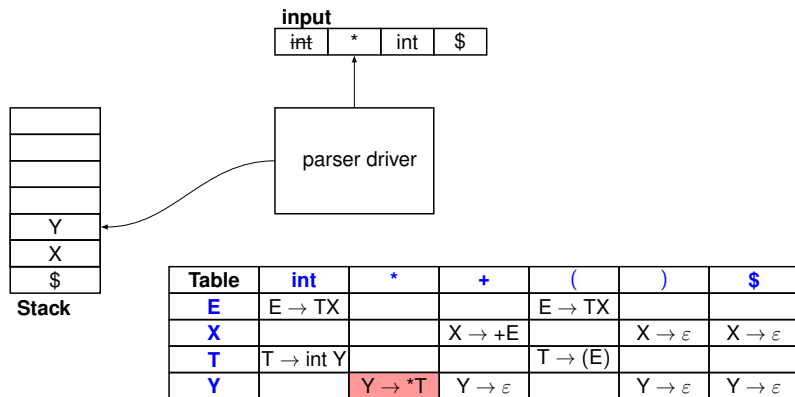 input
int * int $
parser driver
Y
X
$
Stack
Table int * + ( ) $
E E → TX E → TX
X X → +E X → ε X → ε
T T → int Y T → (E)
Y Y → *T Y → ε Y → ε Y → ε